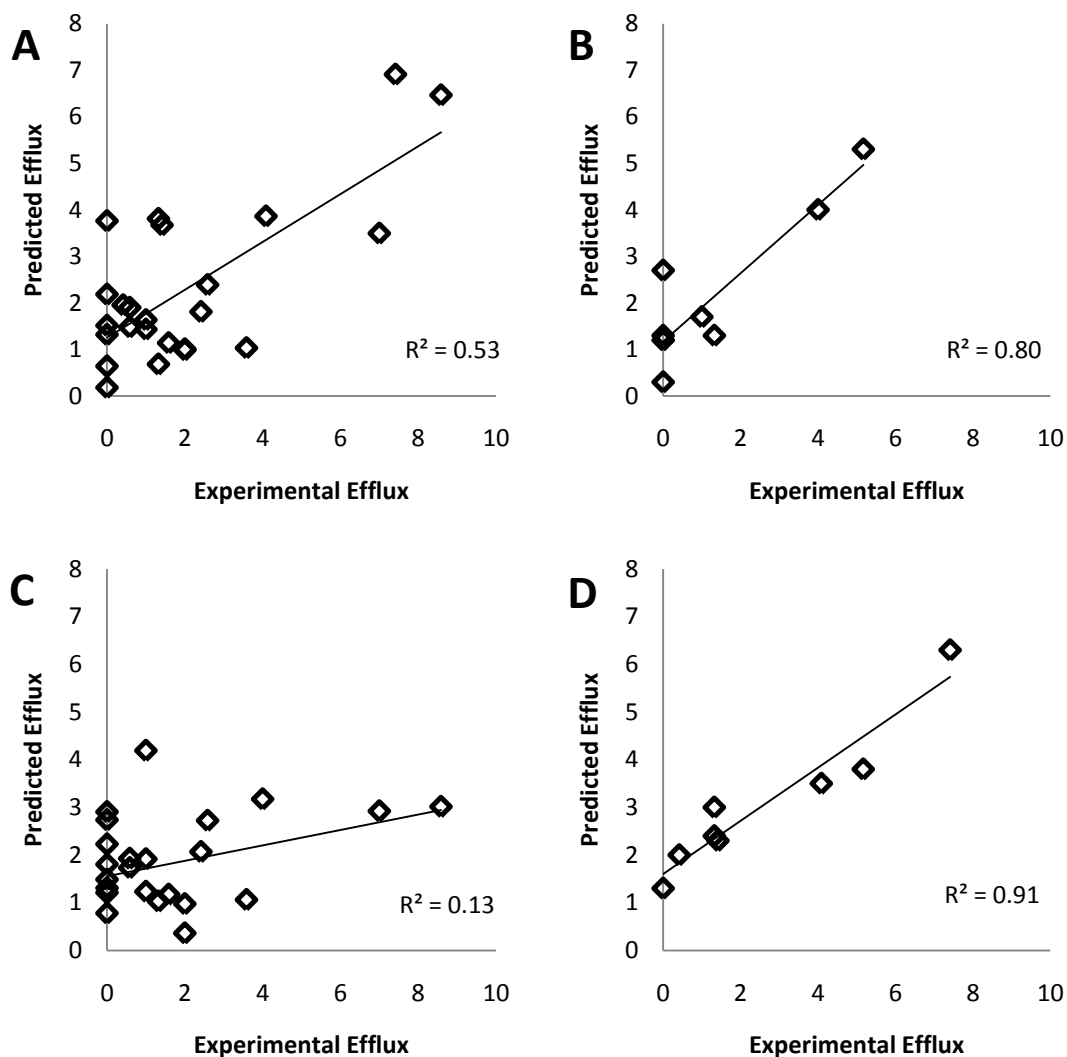 A
Predicted Efflux
8
7
6
5
4
3
2
1
0
R² = 0.53
0 2 4 6 8 10
Experimental Efflux
B
Predicted Efflux
8
7
6
5
4
3
2
1
0
R² = 0.80
0 2 4 6 8 10
Experimental Efflux
C
Predicted Efflux
8
7
6
5
4
3
2
1
0
R² = 0.13
0 2 4 6 8 10
Experimental Efflux
D
Predicted Efflux
8
7
6
5
4
3
2
1
0
R² = 0.91
0 2 4 6 8 10
Experimental Efflux